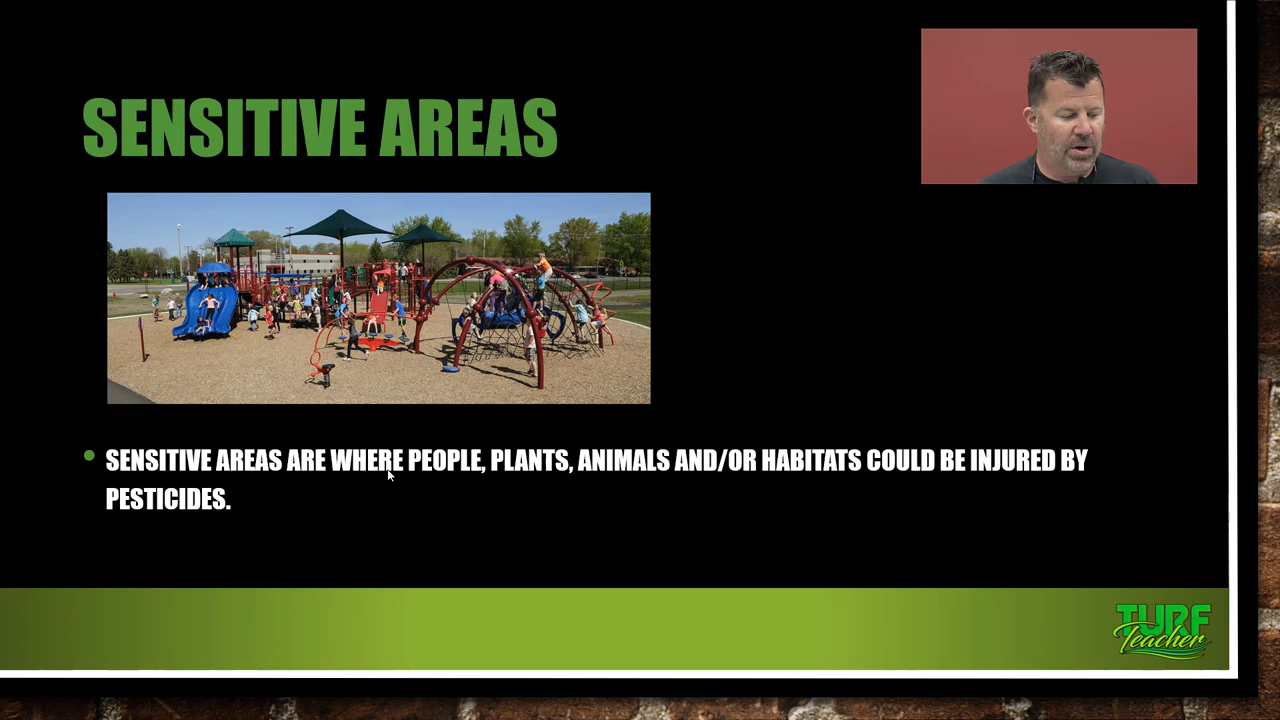 SENSITIVE AREAS
SENSITIVE AREAS ARE WHERE PEOPLE, PLANTS, ANIMALS AND/OR HABITATS COULD BE INJURED BY
PESTICIDES.
TURF
Teacher